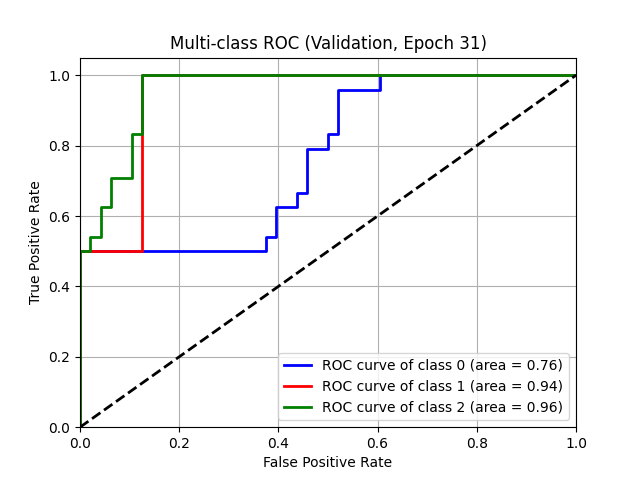 Multi-class ROC (Validation, Epoch 31)
True Positive Rate
1.0
0.8
0.6
0.4
0.2
0.0
ROC curve of class 0 (area = 0.76)
ROC curve of class 1 (area = 0.94)
ROC curve of class 2 (area = 0.96)
0.0 0.2 0.4 0.6 0.8 1.0
False Positive Rate